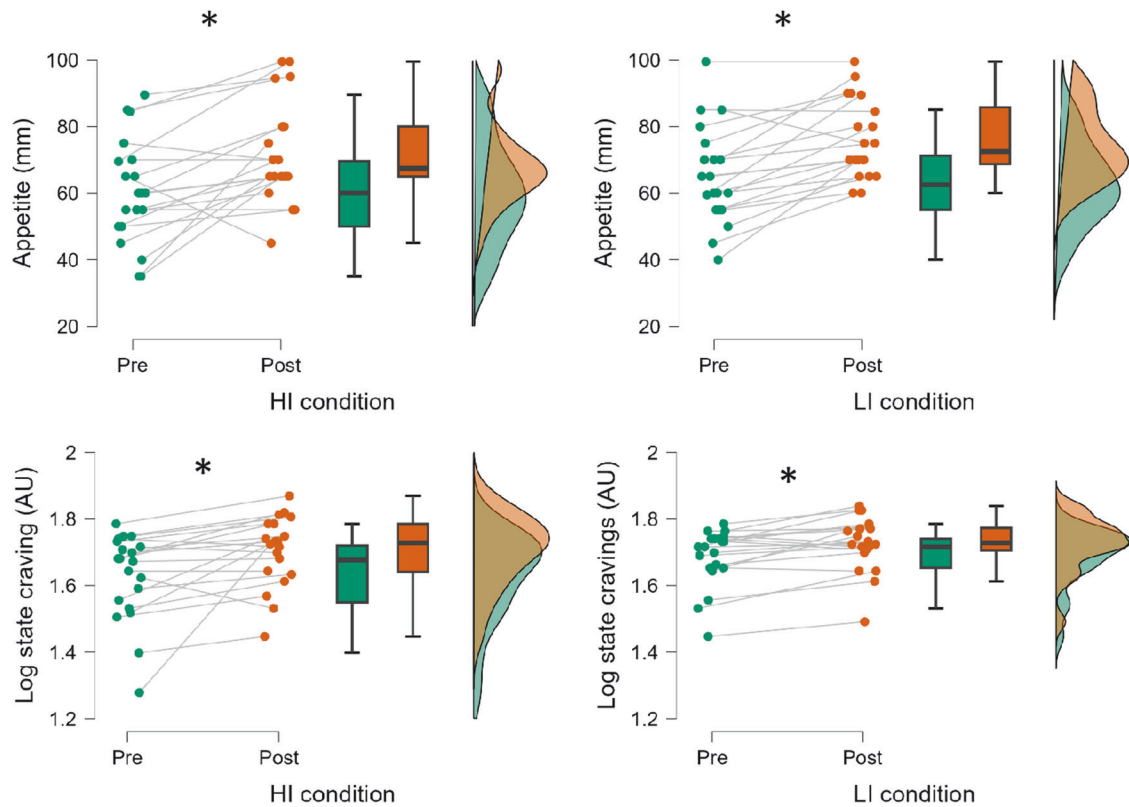 *
100
80
60
40
20
Appetite (mm)
Pre
Post
HI condition
*
100
80
60
40
20
Appetite (mm)
Pre
Post
LI condition
*
2
1.8
1.6
1.4
1.2
Log state craving (AU)
Pre
Post
HI condition
*
2
1.8
1.6
1.4
1.2
Log state cravings (AU)
Pre
Post
LI condition